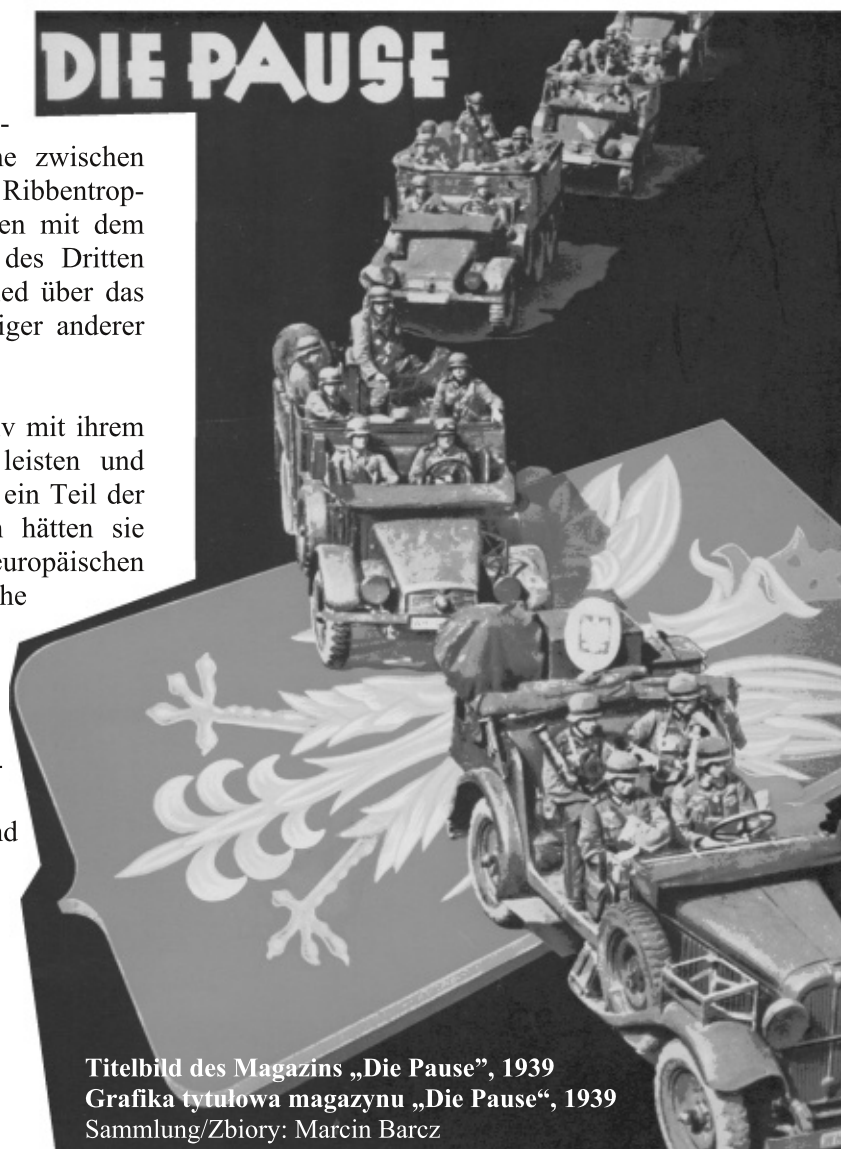 DIE PAUSE
-
ne zwischen
Ribbentrop-
en mit dem
des Dritten
ed über das
iger anderer
v mit ihrem
leisten und
ein Teil der
n hätten sie
europäischen
che
-
nd
Titelbild des Magazins „Die Pause”, 1939
Grafika tytułowa magazynu „Die Pause“, 1939
Sammlung/Zbiory: Marcin Barcz